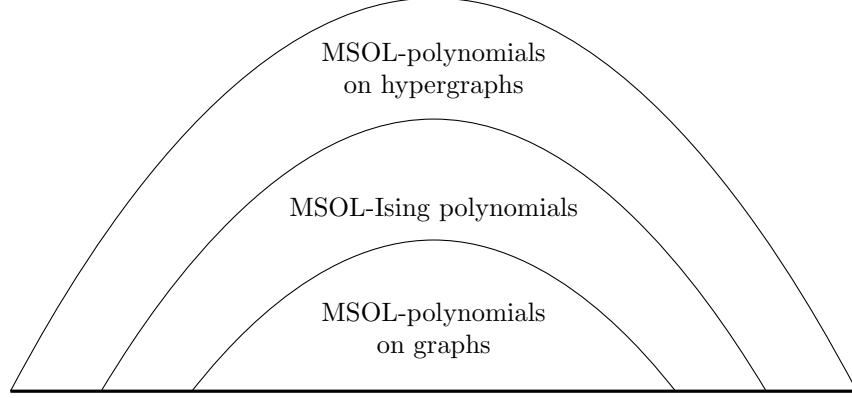 MSOL-polynomials
on hypergraphs
MSOL-Ising polynomials
MSOL-polynomials
on graphs